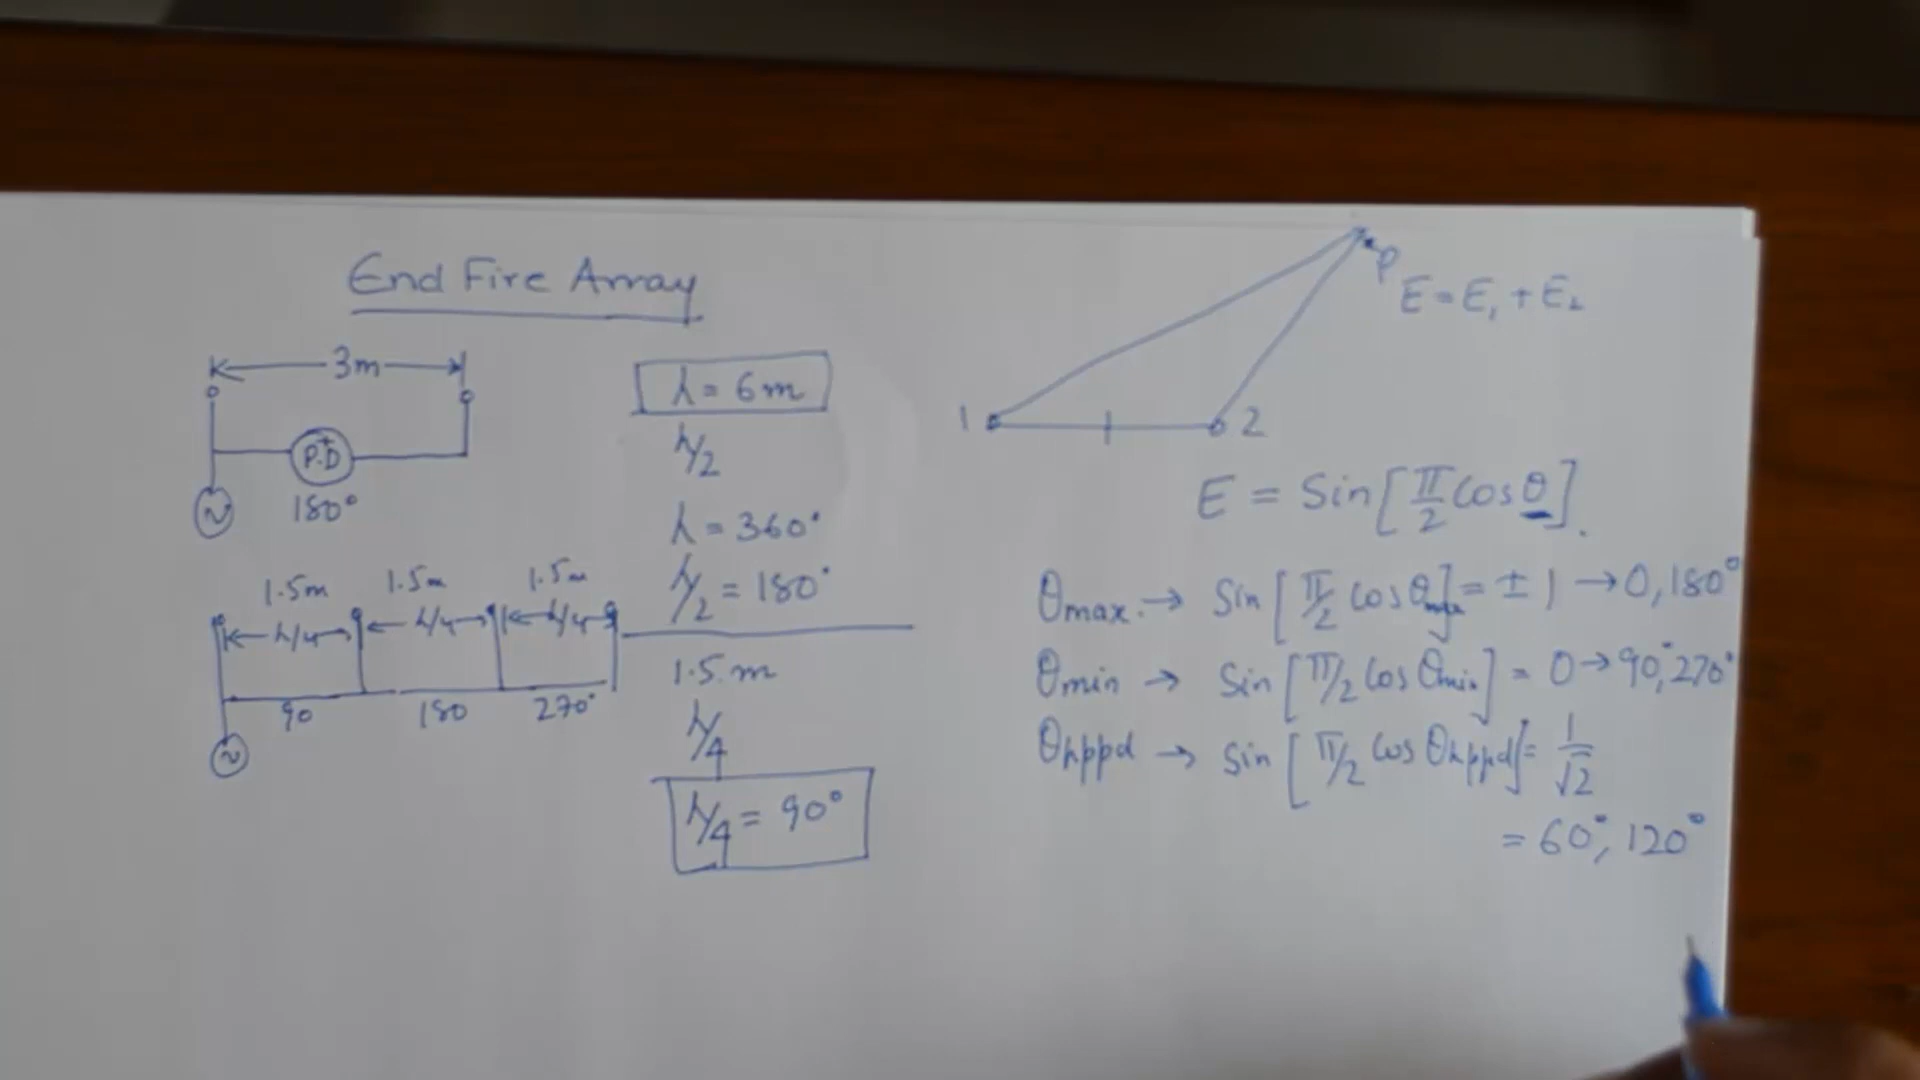 End Fire Array
3m
P.D
180°
λ = 6m
λ/2
λ = 360°
λ/2 = 180°
1.5m 1.5m 1.5m
λ/4 λ/4 λ/4
90 180 270°
1.5m
λ/4
λ/4 = 90°
P
E = E₁ + E₂
1 2
E = Sin[π/2 Cos θ].
θmax. → Sin[π/2 Cos θmax] = ± 1 → 0, 180°
θmin → Sin[π/2 Cos θmin] = 0 → 90°, 270°
θhppd → Sin[π/2 Cos θhppd] = 1/√2
= 60°, 120°